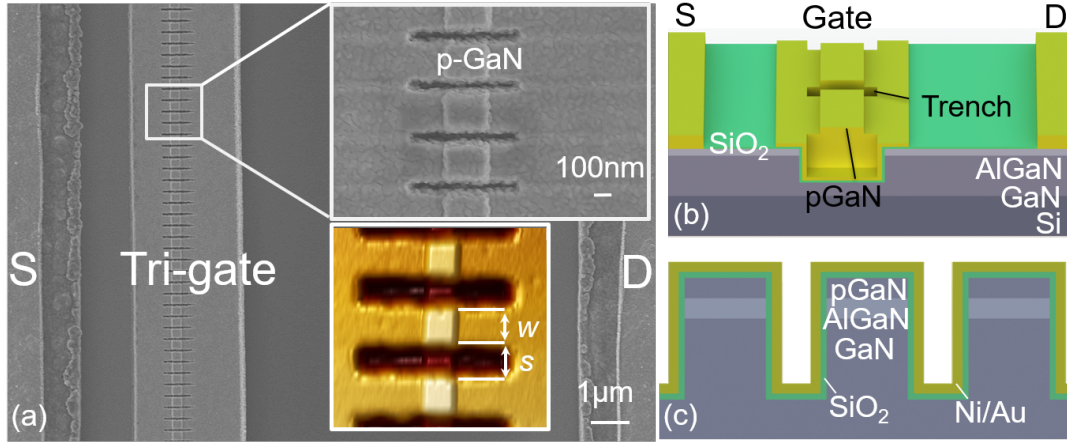 p-GaN
100nm
S
Tri-gate
D
w
s
1µm
(a)
S
Gate
D
Trench
SiO₂
AlGaN
GaN
pGaN
Si
(b)
pGaN
AlGaN
GaN
SiO₂
Ni/Au
(c)